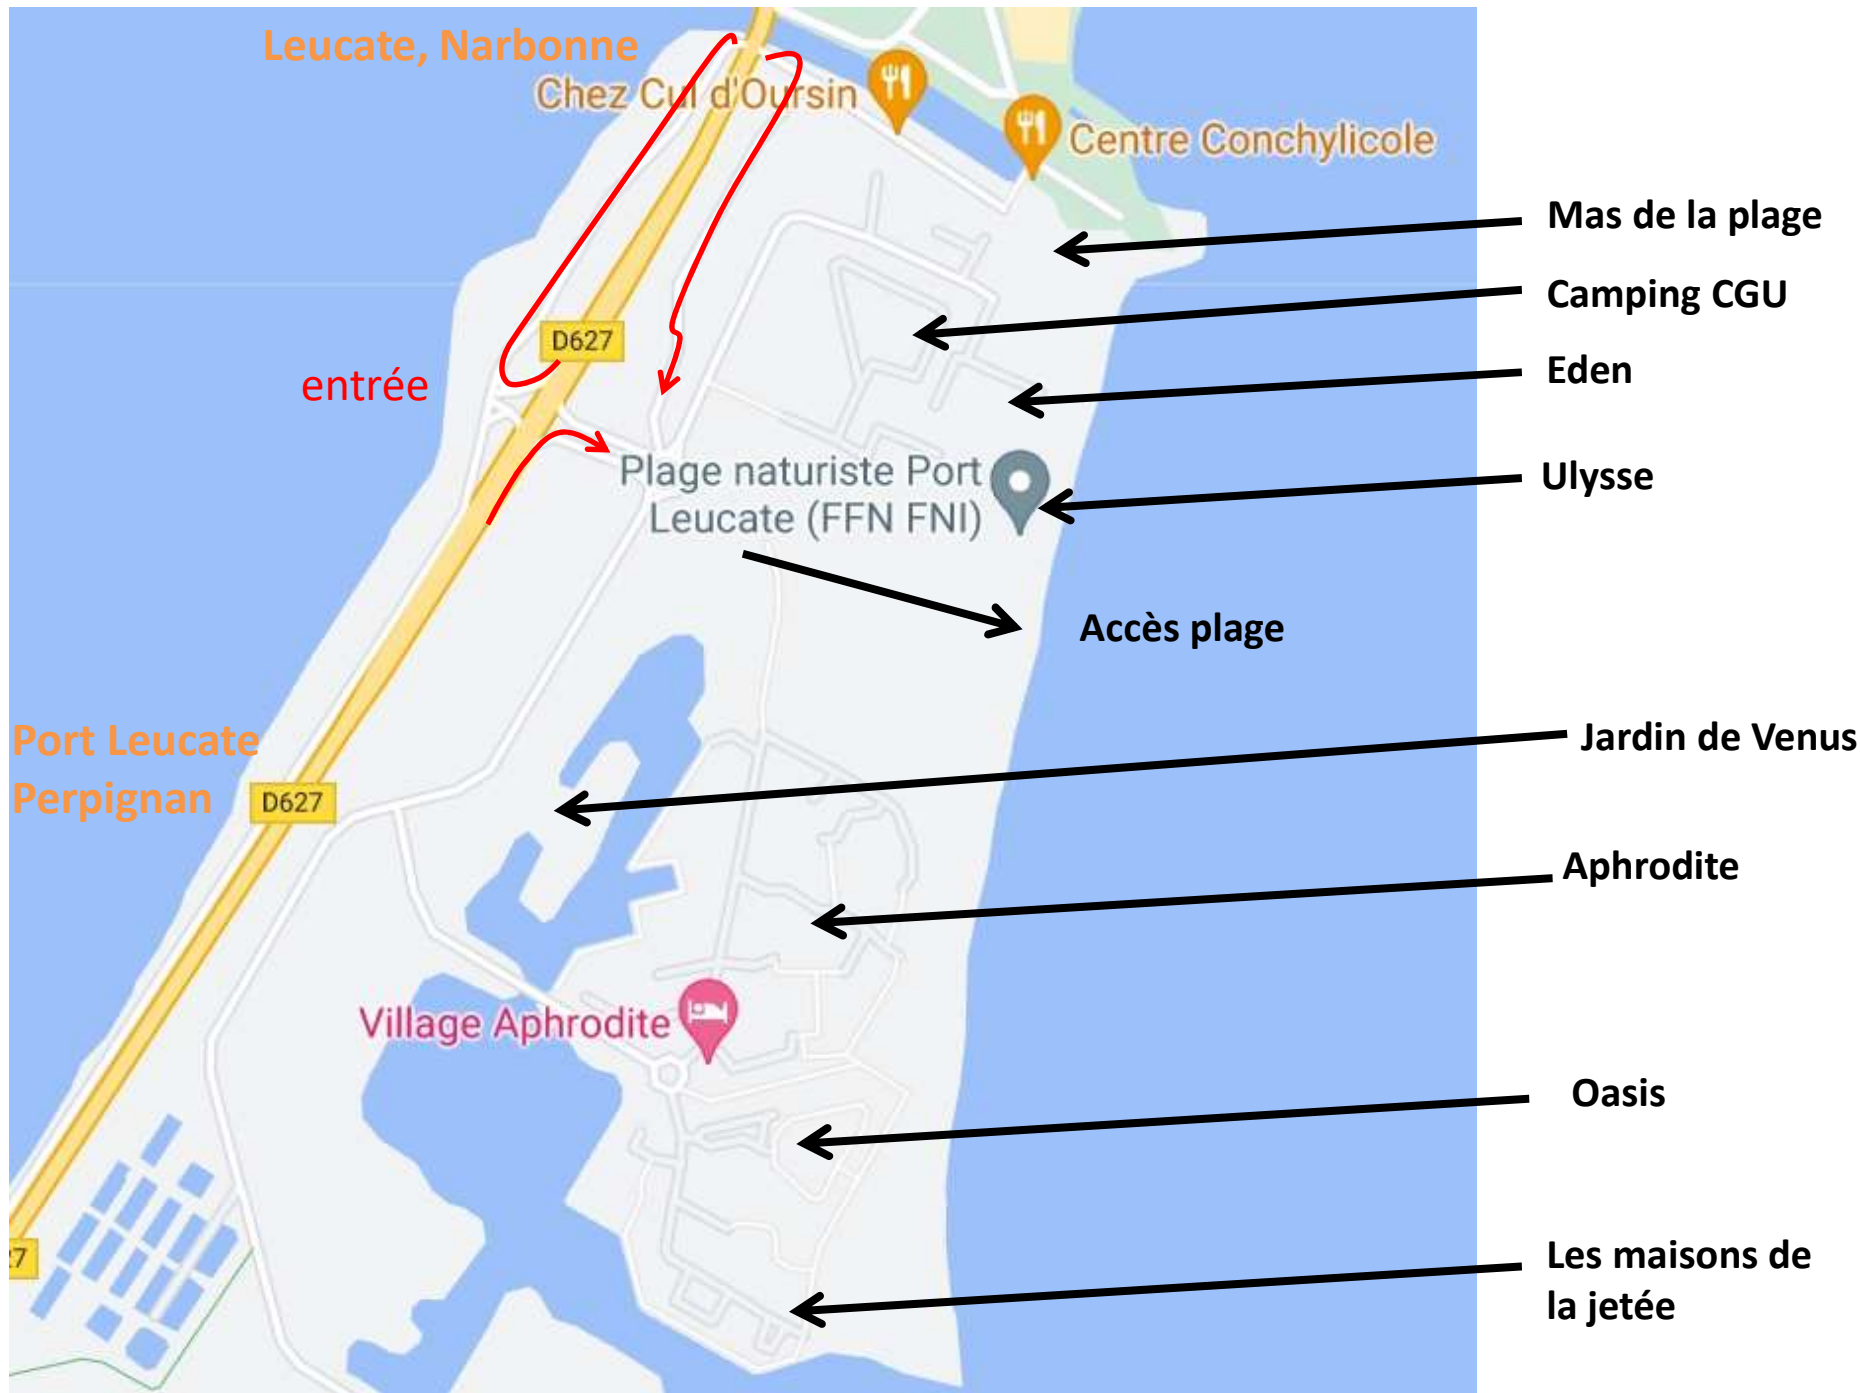 Leucate, Narbonne
Chez Cul d'Oursin
Centre Conchylicole
Mas de la plage
Camping CGU
D627
entrée
Eden
Plage naturiste Port
Leucate (FFN FNI)
Ulysse
Accès plage
Port Leucate
Perpignan
D627
Jardin de Venus
Aphrodite
Village Aphrodite
Oasis
Les maisons de
la jetée
27